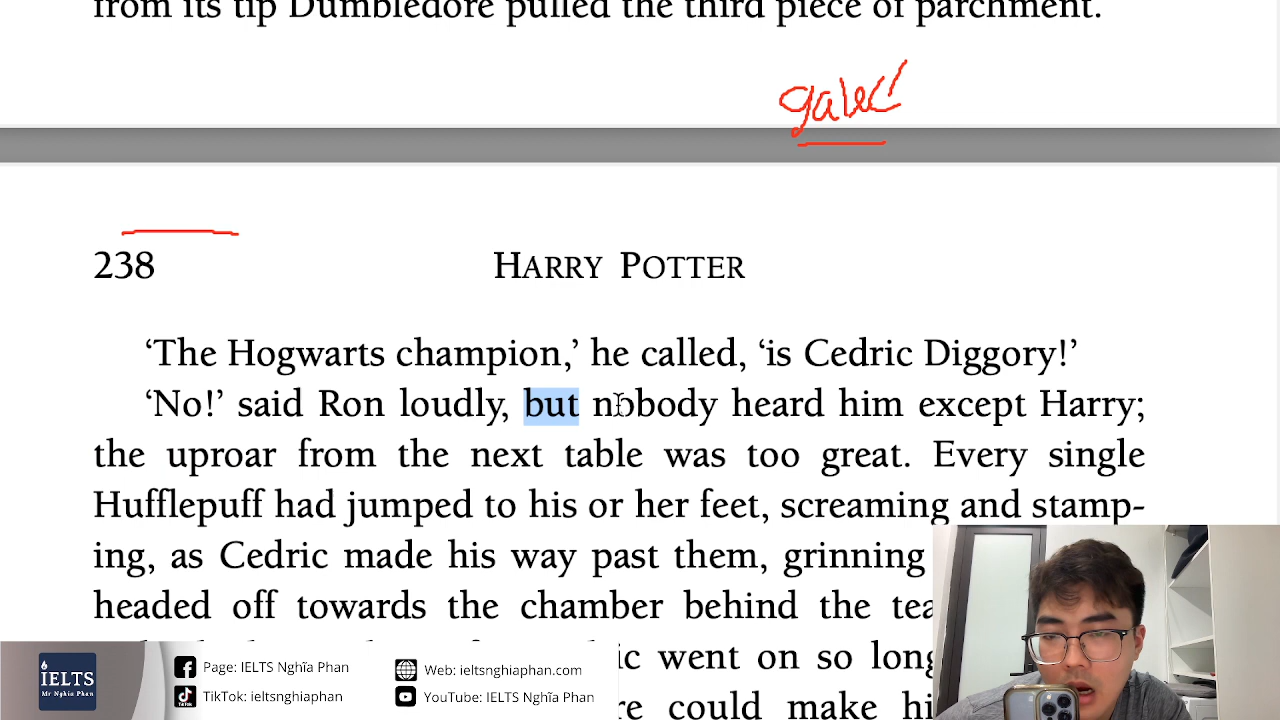 from its tip Dumbledore pulled the third piece of parchment.
238 HARRY POTTER
‘The Hogwarts champion,’ he called, ‘is Cedric Diggory!’
‘No!’ said Ron loudly, but nobody heard him except Harry;
the uproar from the next table was too great. Every single
Hufflepuff had jumped to his or her feet, screaming and stamp-
ing, as Cedric made his way past them, grinning
headed off towards the chamber behind the
went on so long
could make
IELTS
Mr Nghia Phan
Page: IELTS Nghĩa Phan
TikTok: ieltsnghiaphan
Web: ieltsnghiaphan.com
YouTube: IELTS Nghĩa Phan